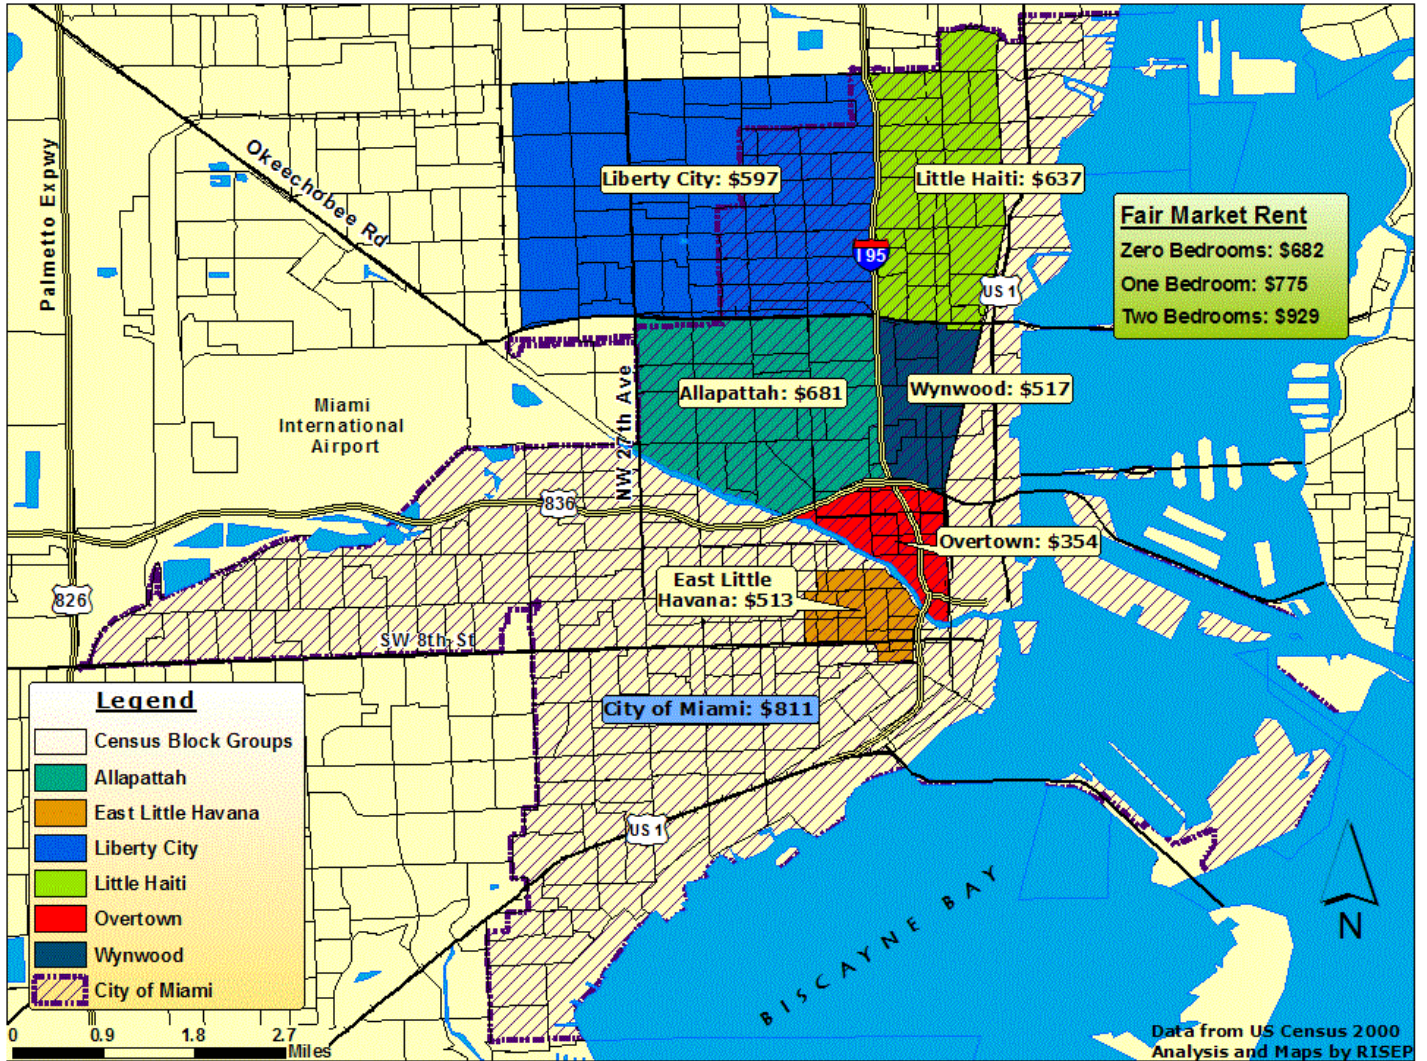 Palmetto Expwy
Okeechobee Rd
Liberty City: $597
Little Haiti: $637
Fair Market Rent
Zero Bedrooms: $682
One Bedroom: $775
Two Bedrooms: $929
I 95
US 1
Allapattah: $681
Wynwood: $517
Miami
International
Airport
NW 27th Ave
836
Overtown: $354
East Little
Havana: $513
826
SW 8th St
City of Miami: $811
Legend
Census Block Groups
Allapattah
East Little Havana
Liberty City
Little Haiti
Overtown
Wynwood
City of Miami
US 1
BISCAYNE BAY
N
0 0.9 1.8 2.7
Miles
Data from US Census 2000
Analysis and Maps by RISEP